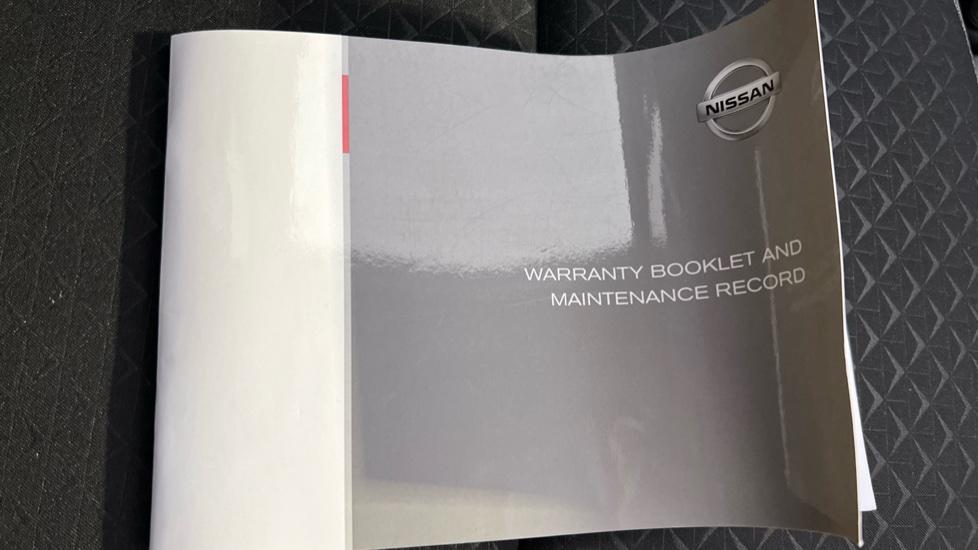 NISSAN
WARRANTY BOOKLET AND
MAINTENANCE RECORD